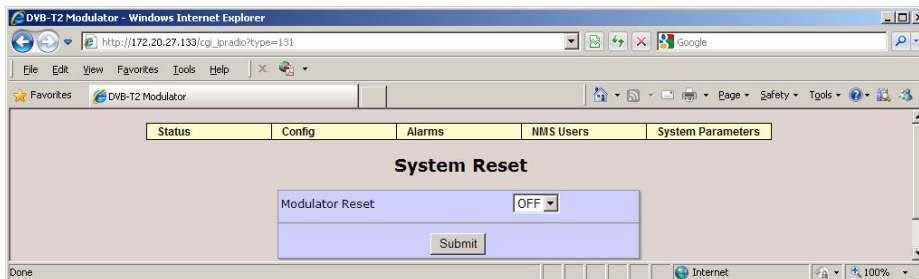 DVB-T2 Modulator - Windows Internet Explorer
http://172.20.27.133/cgi_ipradio?type=131
Google
File Edit View Favorites Tools Help
Favorites DVB-T2 Modulator Page Safety Tools
Status Config Alarms NMS Users System Parameters
System Reset
Modulator Reset OFF
Submit
Done Internet 100%